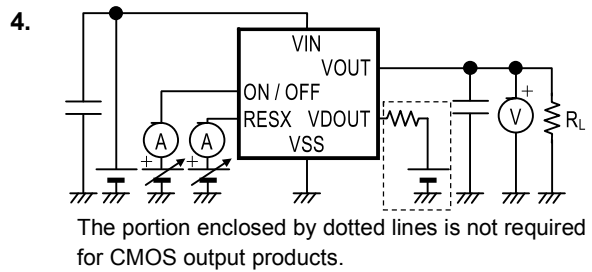 4.
VIN
VOUT
ON / OFF
RESX VDOUT
VSS
A
A
V
+
+
+
RL
The portion enclosed by dotted lines is not required
for CMOS output products.